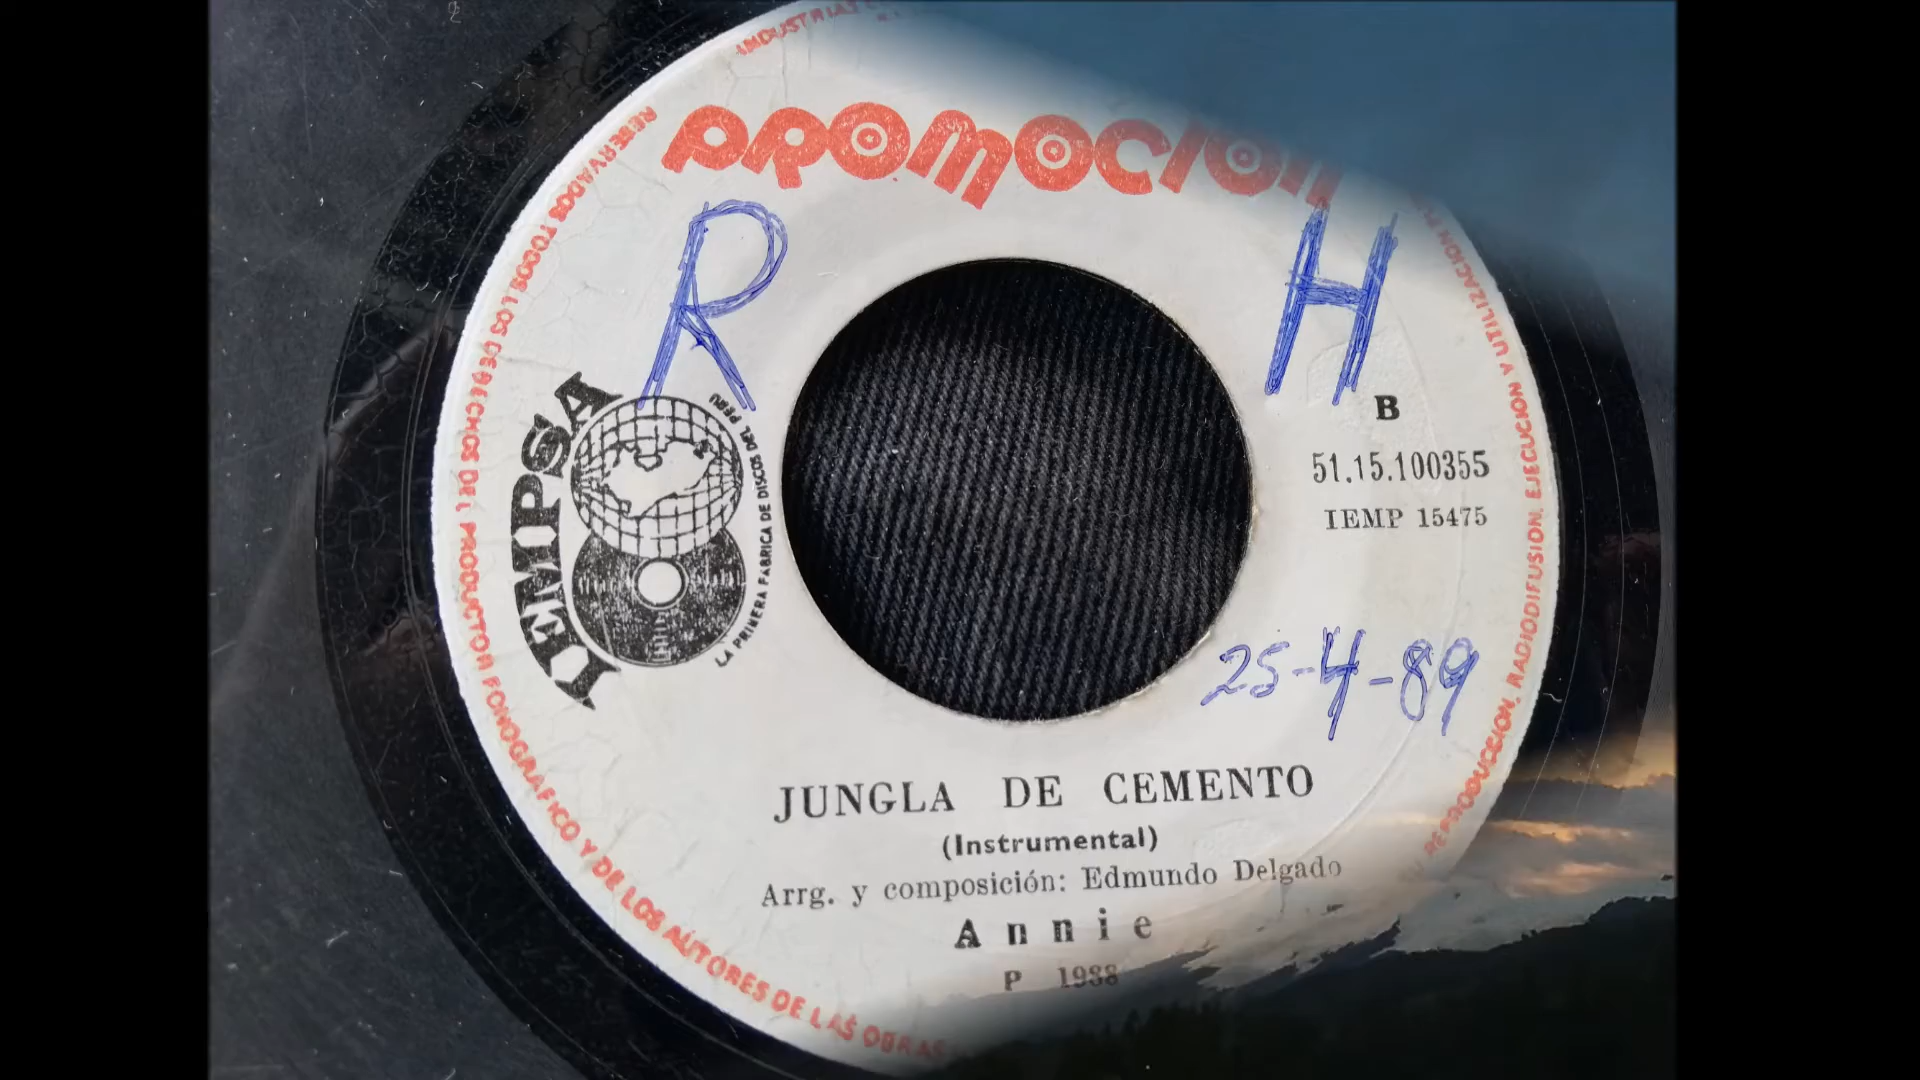 INDUSTRIAS
PROMOCION
R H
B
51.15.100355
IEMP 15475
IEMPSA
LA PRIMERA FABRICA DE DISCOS DEL PERU
25-4-89
JUNGLA DE CEMENTO
(Instrumental)
Arrg. y composición: Edmundo Delgado
Annie
P 1988
RESERVADOS TODOS LOS DERECHOS DEL PRODUCTOR FONOGRAFICO Y DE LOS AUTORES DE LAS OBRAS
REPRODUCCION, RADIODIFUSION, EJECUCION Y UTILIZACION